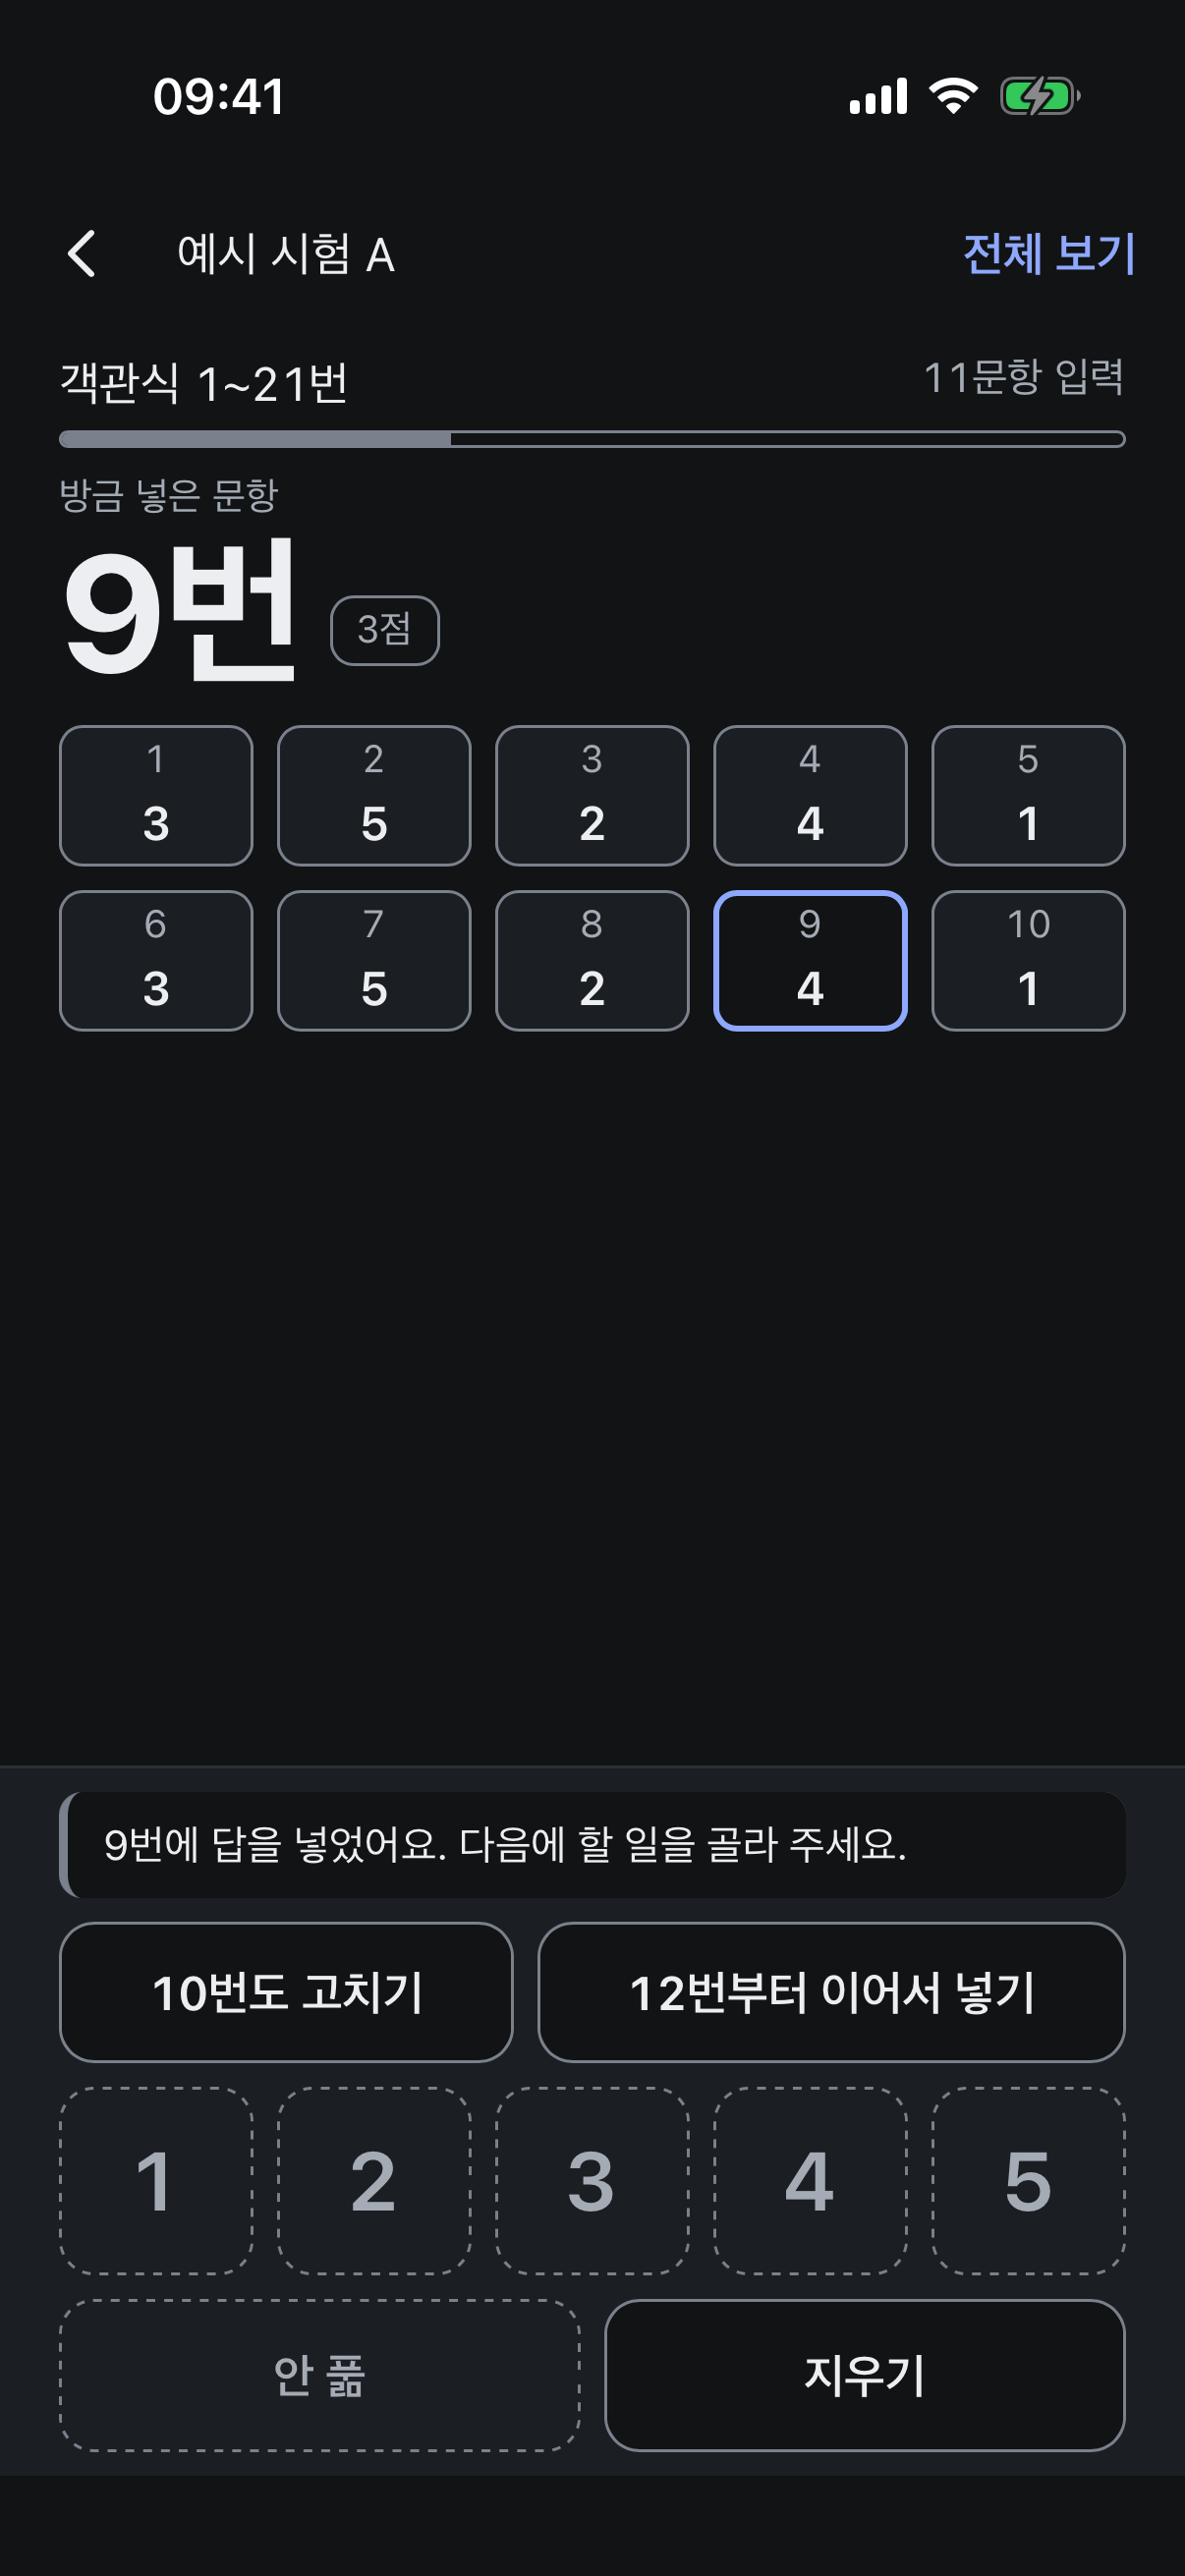 09:41
예시 시험 A
전체 보기
객관식 1~21번
11문항 입력
방금 넣은 문항
9번
3점
1 2 3 4 5
3 5 2 4 1
6 7 8 9 10
3 5 2 4 1
9번에 답을 넣었어요. 다음에 할 일을 골라 주세요.
10번도 고치기
12번부터 이어서 넣기
1 2 3 4 5
안 풂
지우기